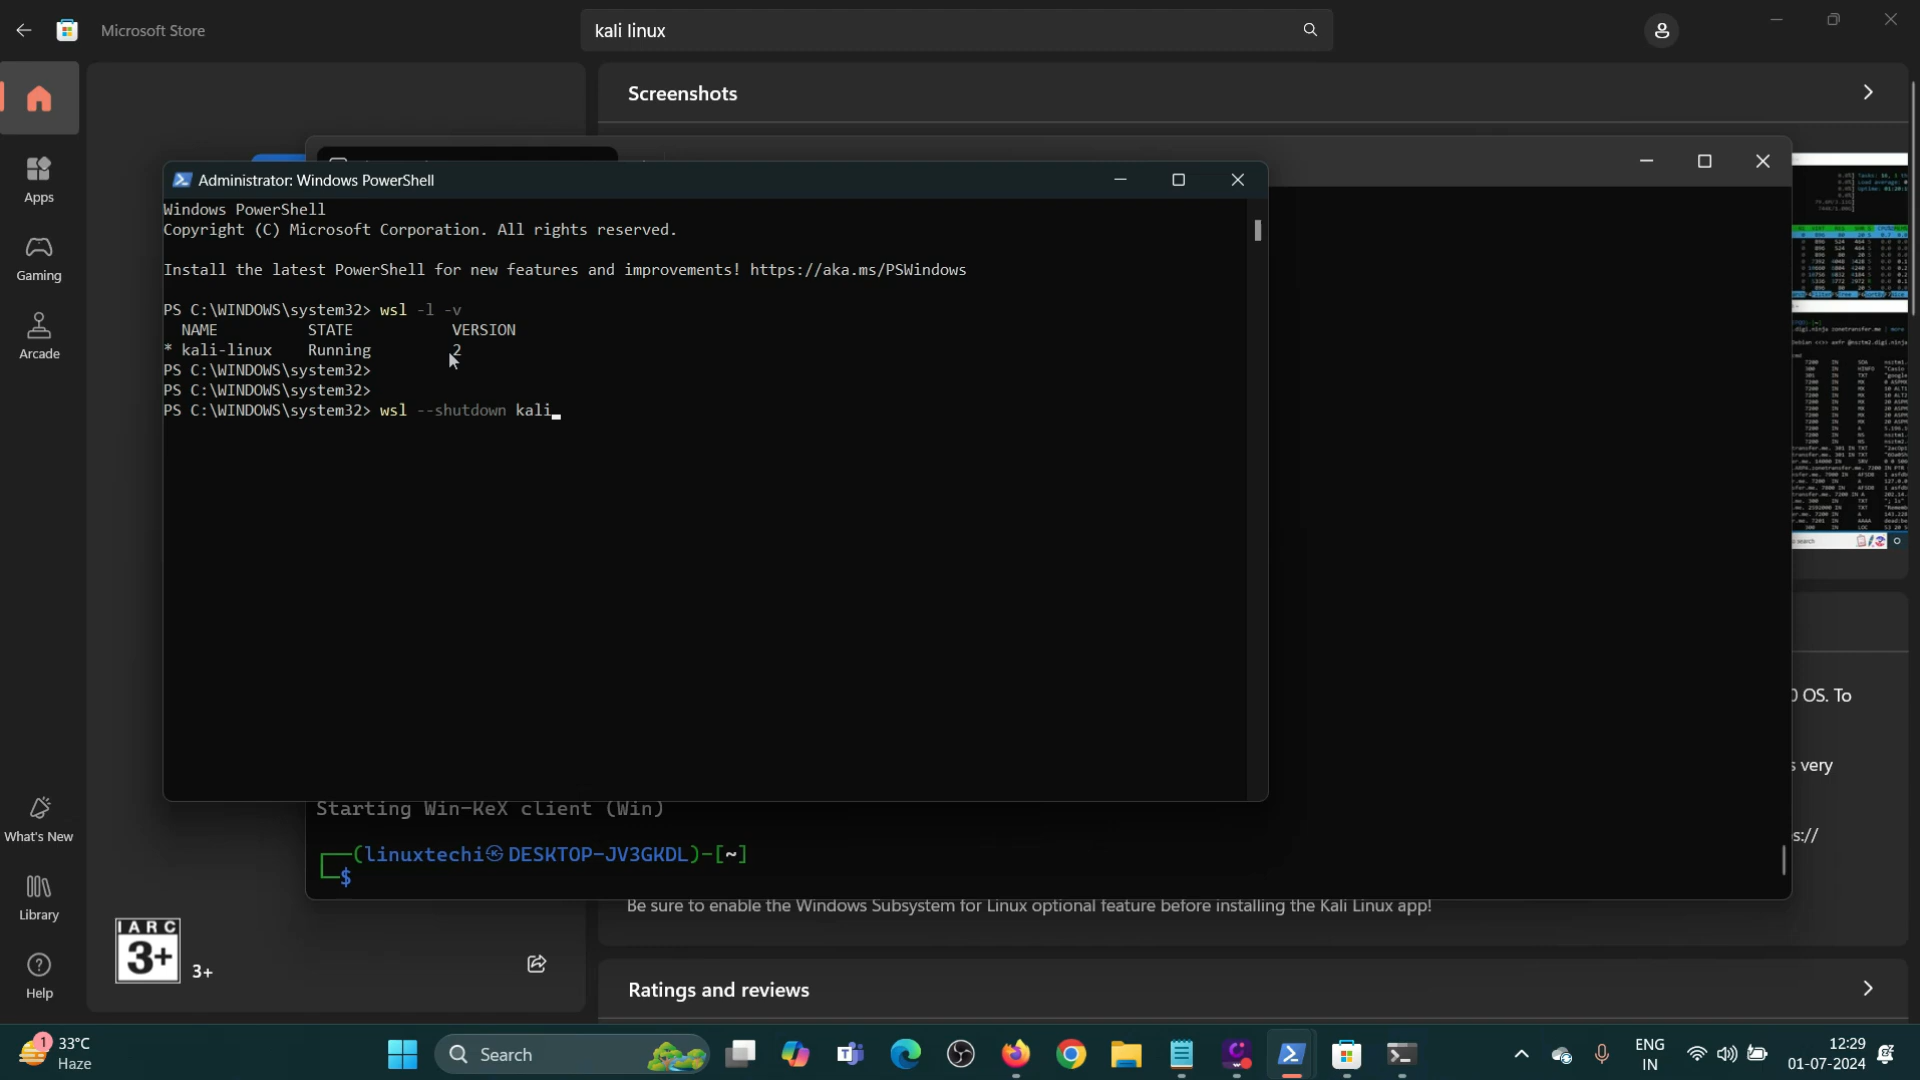 Microsoft Store
kali linux
Screenshots
Apps
Gaming
Arcade
Administrator: Windows PowerShell
Windows PowerShell
Copyright (C) Microsoft Corporation. All rights reserved.
Install the latest PowerShell for new features and improvements! https://aka.ms/PSWindows
PS C:\WINDOWS\system32> wsl -l -v
NAME STATE VERSION
* kali-linux Running 2
PS C:\WINDOWS\system32>
PS C:\WINDOWS\system32>
PS C:\WINDOWS\system32> wsl --shutdown kali_
OS. To
very
s://
Starting Win-KeX client (Win)
┌──(linuxtechi㉿DESKTOP-JV3GKDL)-[~]
└─$
Be sure to enable the Windows Subsystem for Linux optional feature before installing the Kali Linux app!
What's New
Library
Help
IARC
3+
3+
Ratings and reviews
1
33°C
Haze
Search
ENG
IN
12:29
01-07-2024